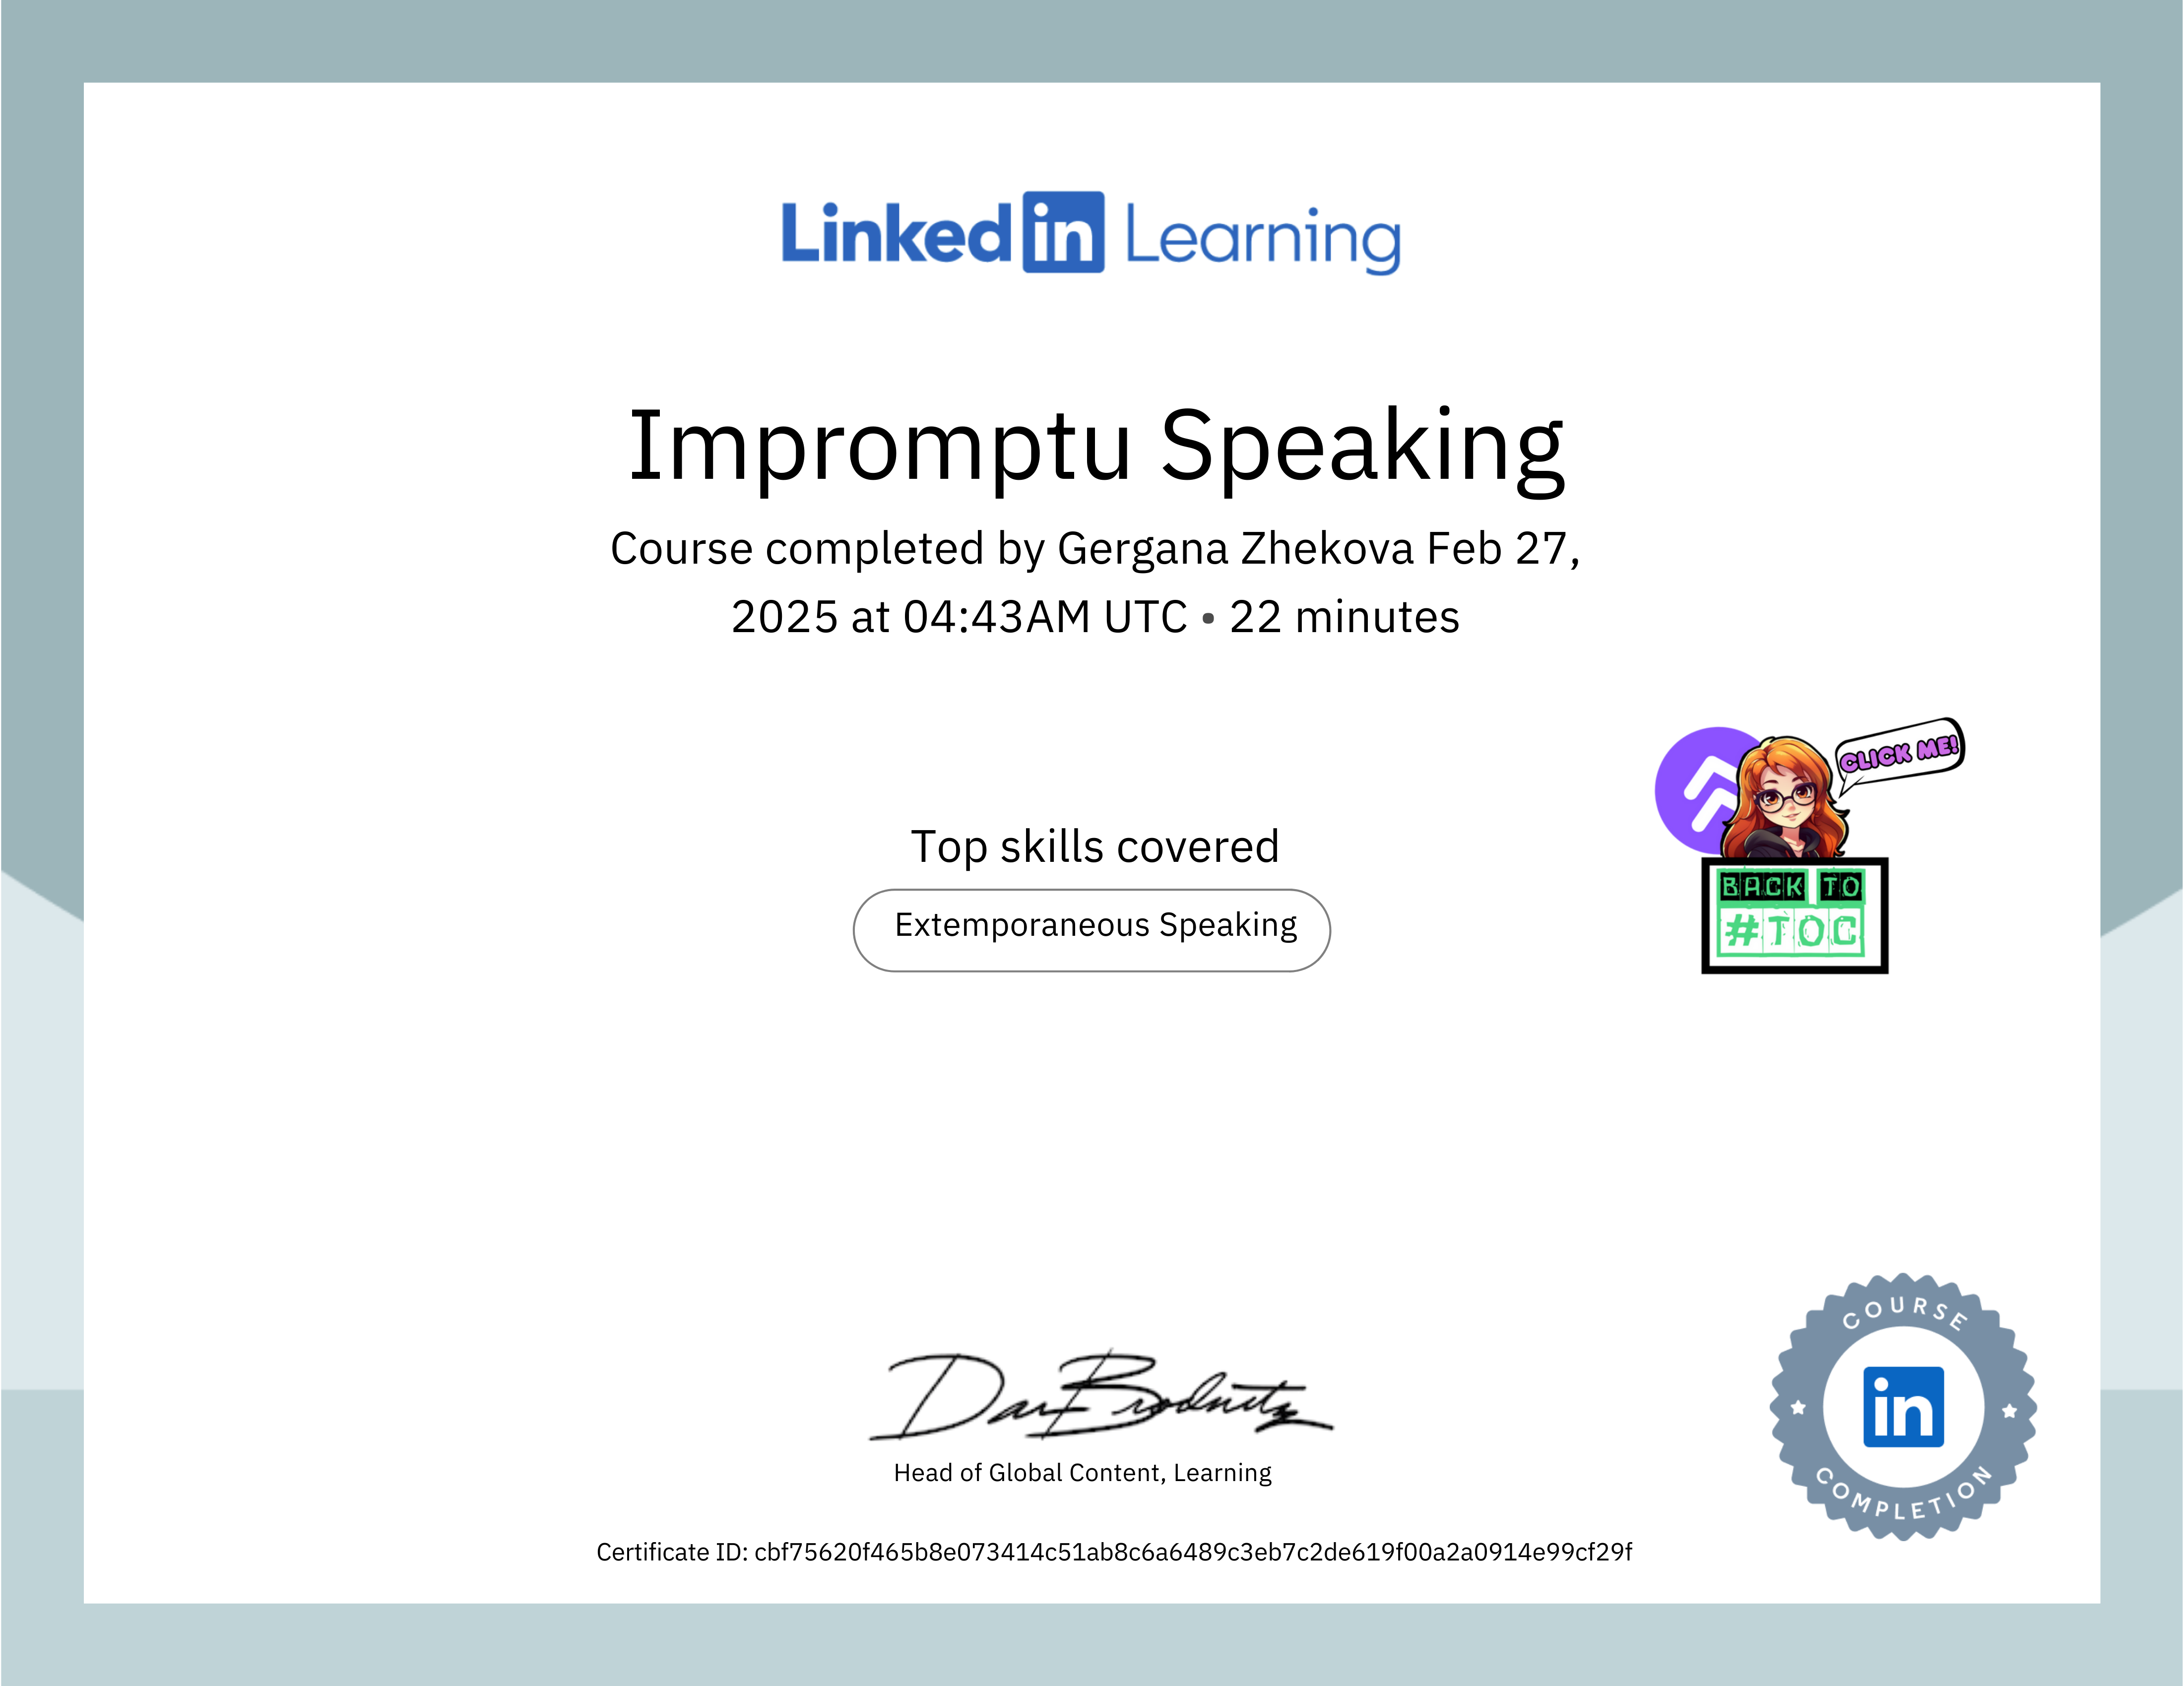 Linked in Learning
Impromptu Speaking
Course completed by Gergana Zhekova Feb 27,
2025 at 04:43AM UTC • 22 minutes
CLICK ME!
Top skills covered
Extemporaneous Speaking
BACK TO
#TOC
Dan Brodnitz
Head of Global Content, Learning
Certificate ID: cbf75620f465b8e073414c51ab8c6a6489c3eb7c2de619f00a2a0914e99cf29f
COURSE
in
COMPLETION